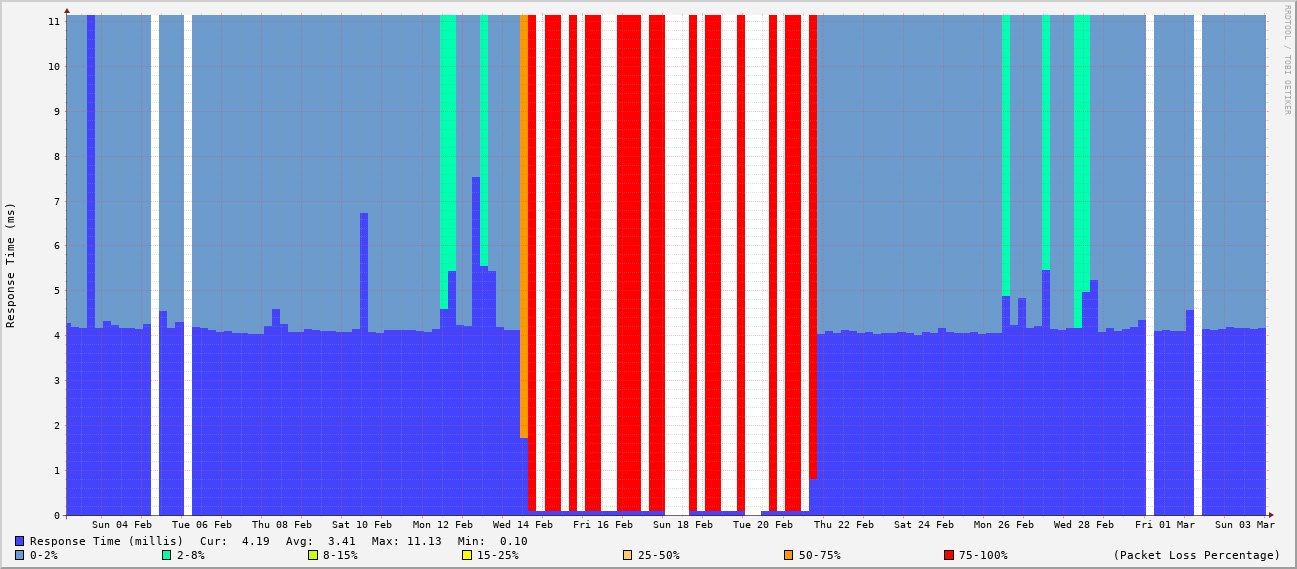 RRDTOOL / TOBI OETIKER
Response Time (ms)
11
10
9
8
7
6
5
4
3
2
1
0
Sun 04 Feb Tue 06 Feb Thu 08 Feb Sat 10 Feb Mon 12 Feb Wed 14 Feb Fri 16 Feb Sun 18 Feb Tue 20 Feb Thu 22 Feb Sat 24 Feb Mon 26 Feb Wed 28 Feb Fri 01 Mar Sun 03 Mar
Response Time (millis) Cur: 4.19 Avg: 3.41 Max: 11.13 Min: 0.10
0-2% 2-8% 8-15% 15-25% 25-50% 50-75% 75-100% (Packet Loss Percentage)